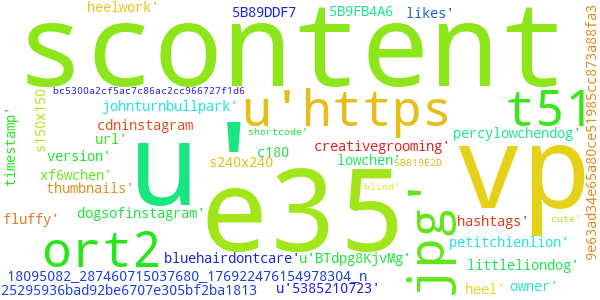 heelwork'
5B89DDF7
5B9FB4A6
likes'
scontent
bc5300a2cf5ac7c86ac2cc966727f1d6
johnturnbullpark'
u'https
t51
cdninstagram
shortcode'
creativegrooming'
percylowchendog'
timestamp'
s150x150
url'
u'
vp
version'
c180
lowchen'
s240x240
5B819E2D
xf6wchen'
thumbnails'
e35
blind'
cute'
9e63ad34e65a80ce51985cc873a88fa3
fluffy'
dogsofinstagram'
jpg'
hashtags'
ort2
petitchienlion'
bluehairdontcare'
u'BTdpg8KjvMg'
littleliondog'
18095082_287460715037680_1769224761549783​04_n
25295936bad92be6707e305bf2ba1813
u'5385210723'
heel'
owner'